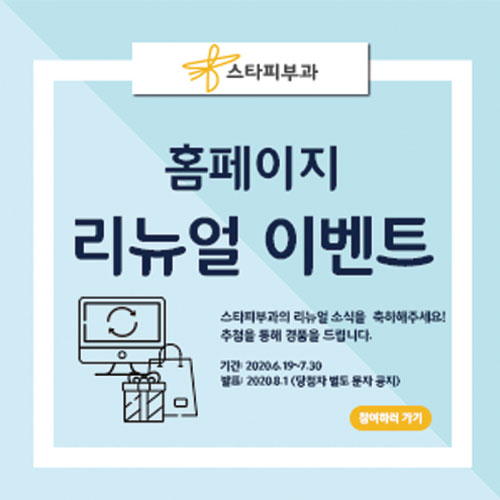 스타피부과
홈페이지
리뉴얼 이벤트
스타피부과의 리뉴얼 소식을 축하해주세요!
추첨을 통해 경품을 드립니다.
기간: 2020.6.19~7.30
발표: 2020.8.1 (당첨자 별도 문자 공지)
참여하러 가기